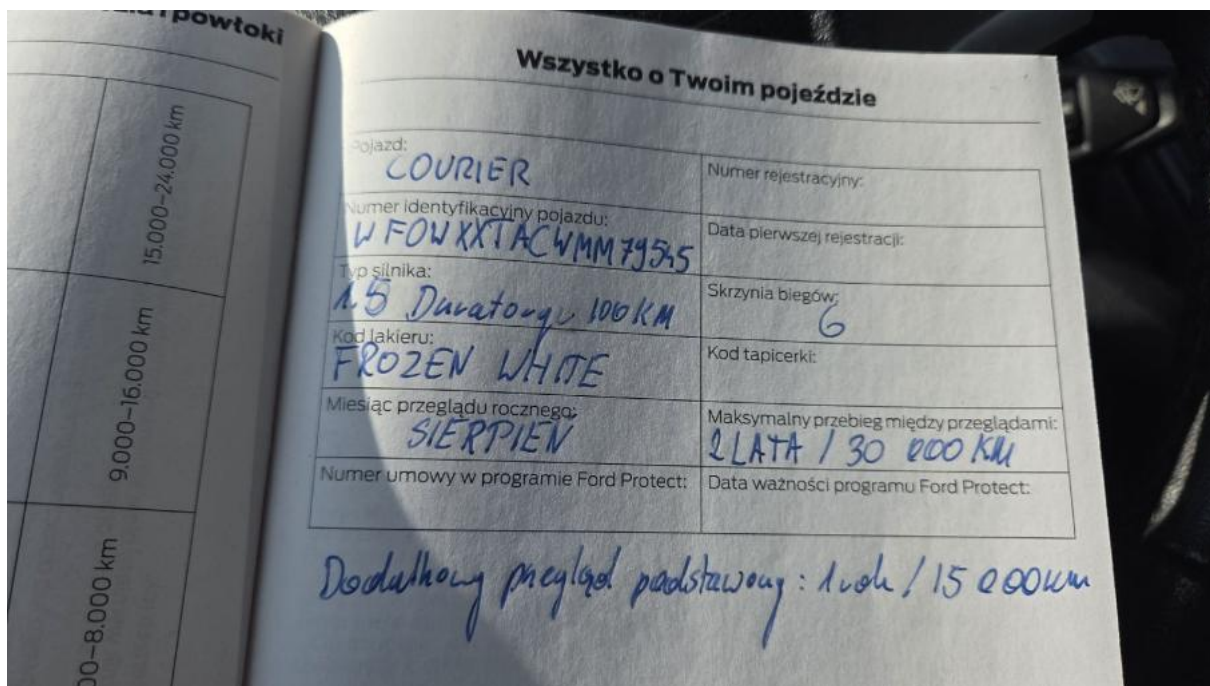 powłoki
15.000–24.000 km
9.000–16.000 km
8.000 km
Wszystko o Twoim pojeździe
Pojazd:
COURIER
Numer rejestracyjny:
Numer identyfikacyjny pojazdu:
WFOWXXTACWMM79545
Data pierwszej rejestracji:
Typ silnika:
1.5 Duratorq 100 KM
Skrzynia biegów:
6
Kod lakieru:
FROZEN WHITE
Kod tapicerki:
Miesiąc przeglądu rocznego:
SIERPIEŃ
Maksymalny przebieg między przeglądami:
2 LATA / 30 000 KM
Numer umowy w programie Ford Protect:
Data ważności programu Ford Protect:
Dodatkowy przegląd podstawowy: 1 rok / 15 000 km